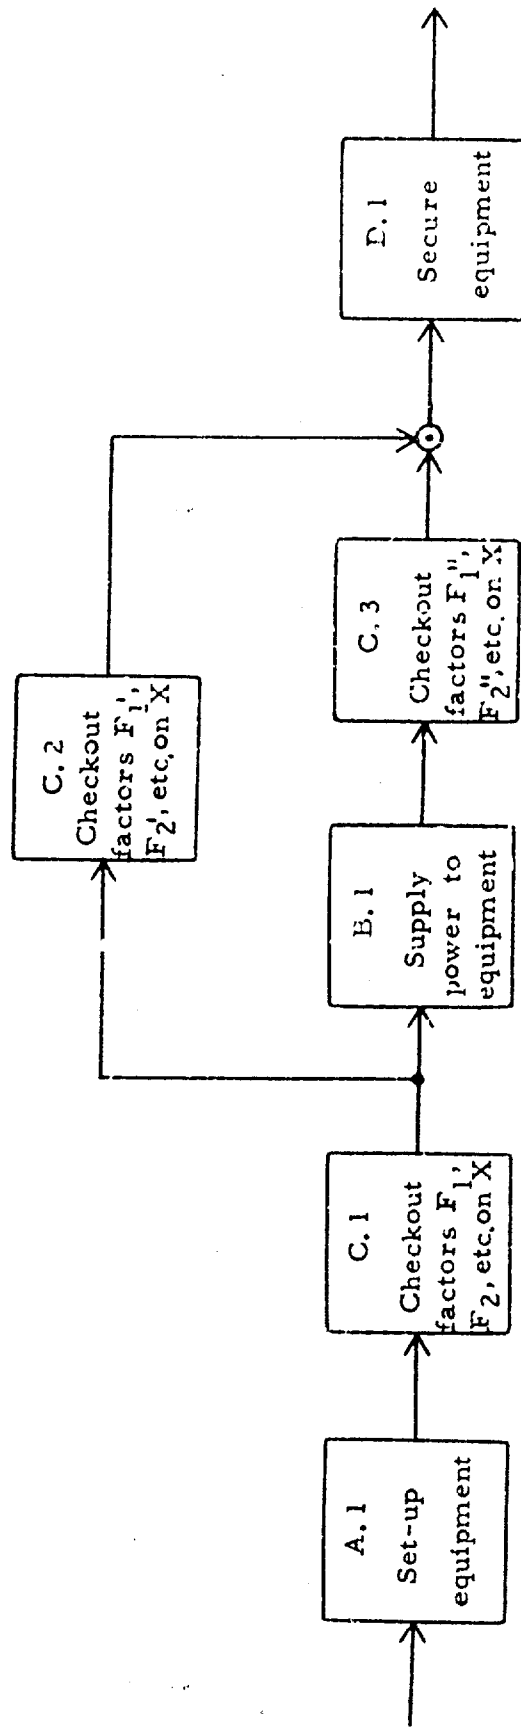 A.1
Set-up
equipment
C.1
Checkout
factors F1,
F2, etc. on X
C.2
Checkout
factors F1',
F2', etc. on X
B.1
Supply
power to
equipment
C.3
Checkout
factors F1",
F2", etc. on X
D.1
Secure
equipment